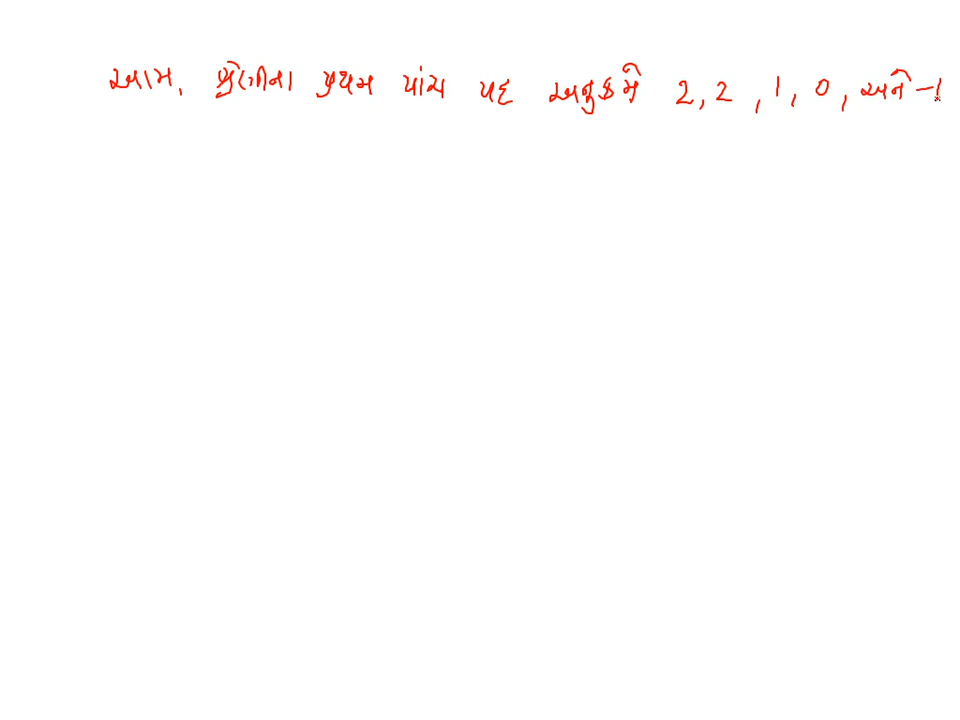 આમ, શ્રેણીના પ્રથમ પાંચ પદ અનુક્રમે 2, 2, 1, 0, અને -1